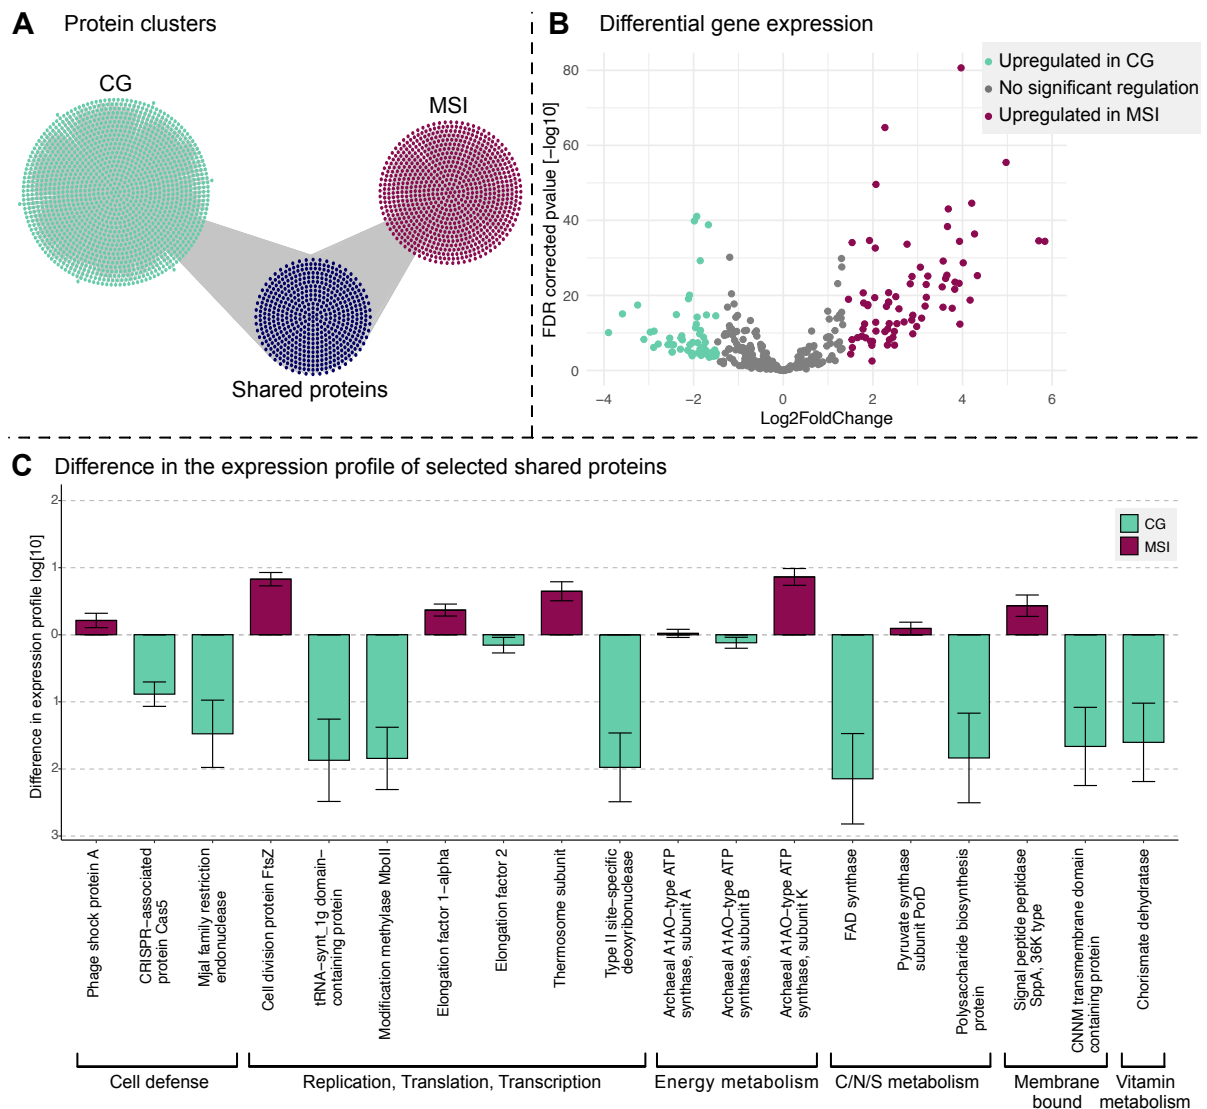 A Protein clusters
CG
MSI
Shared proteins
B Differential gene expression
Upregulated in CG
No significant regulation
Upregulated in MSI
FDR corrected pvalue [-log10]
80
60
40
20
0
−4 −2 0 2 4 6
Log2FoldChange
C Difference in the expression profile of selected shared proteins
CG
MSI
Difference in expression profile log[10]
2
1
0
1
2
3
Phage shock protein A
CRISPR−associated
protein Cas5
Mjal family restriction
endonuclease
Cell division protein FtsZ
tRNA−synt_1g domain−
containing protein
Modification methylase MboII
Elongation factor 1−alpha
Elongation factor 2
Thermosome subunit
Type II site−specific
deoxyribonuclease
Archaeal A1AO−type ATP
synthase, subunit A
Archaeal A1AO−type ATP
synthase, subunit B
Archaeal A1AO−type ATP
synthase, subunit K
FAD synthase
Pyruvate synthase
subunit PorD
Polysaccharide biosynthesis
protein
Signal peptide peptidase
SppA, 36K type
CNNM transmembrane domain
containing protein
Chorismate dehydratase
Cell defense
Replication, Translation, Transcription
Energy metabolism
C/N/S metabolism
Membrane
bound
Vitamin
metabolism